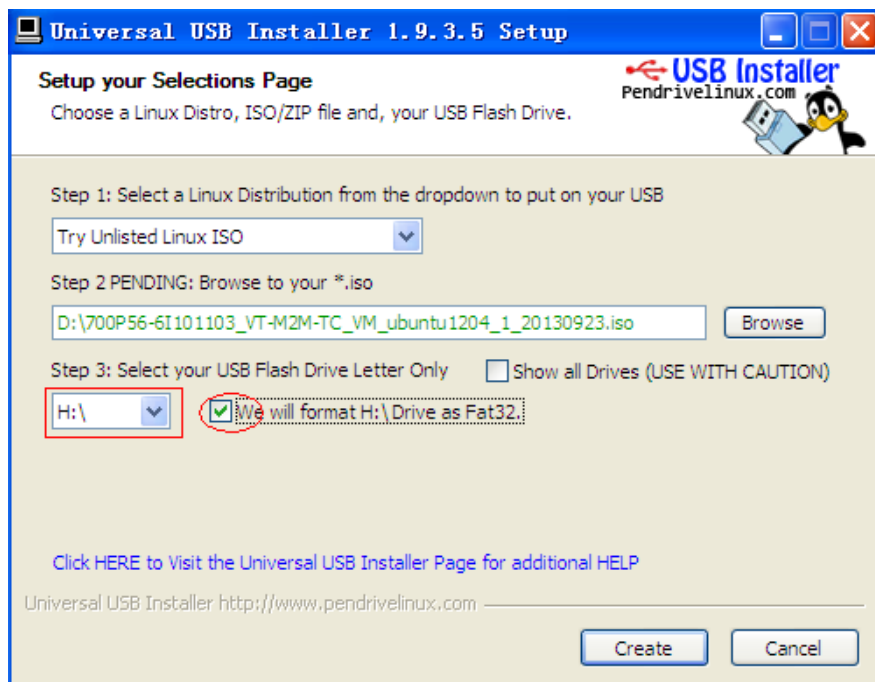 Universal USB Installer 1.9.3.5 Setup
Setup your Selections Page
Choose a Linux Distro, ISO/ZIP file and, your USB Flash Drive.
USB Installer
Pendrivelinux.com
Step 1: Select a Linux Distribution from the dropdown to put on your USB
Try Unlisted Linux ISO
Step 2 PENDING: Browse to your *.iso
D:\700P56-6I101103_VT-M2M-TC_VM_ubuntu1204_1_20130923.iso
Browse
Step 3: Select your USB Flash Drive Letter Only
Show all Drives (USE WITH CAUTION)
H:\
We will format H:\ Drive as Fat32.
Click HERE to Visit the Universal USB Installer Page for additional HELP
Universal USB Installer http://www.pendrivelinux.com
Create
Cancel